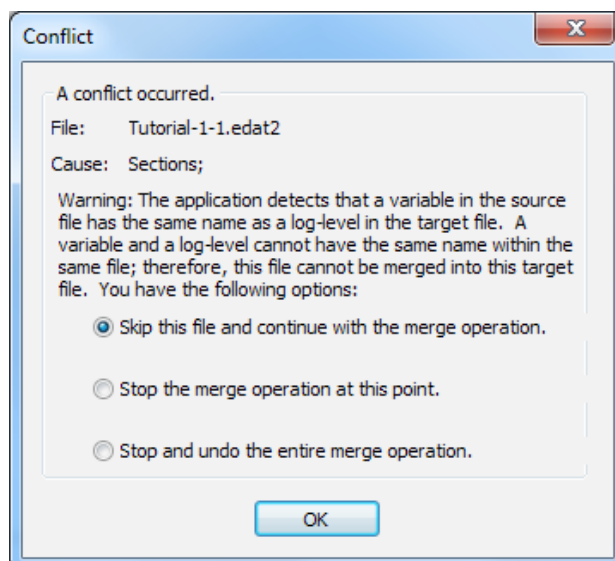 Conflict
A conflict occurred.
File: Tutorial-1-1.edat2
Cause: Sections;
Warning: The application detects that a variable in the source
file has the same name as a log-level in the target file. A
variable and a log-level cannot have the same name within the
same file; therefore, this file cannot be merged into this target
file. You have the following options:
Skip this file and continue with the merge operation.
Stop the merge operation at this point.
Stop and undo the entire merge operation.
OK